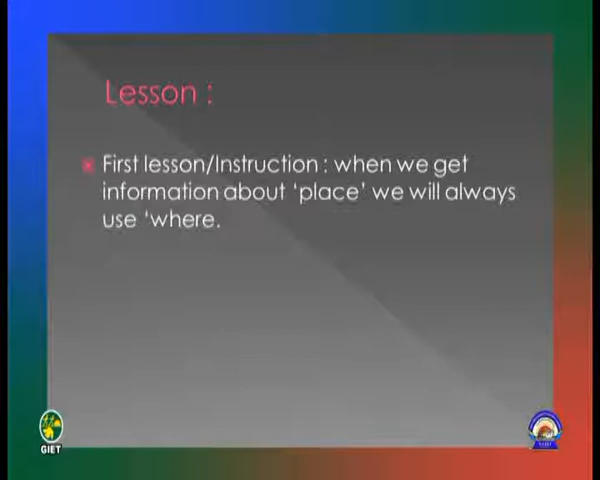 Lesson :
First lesson/Instruction : when we get
information about ‘place’ we will always
use ‘where.
GIET